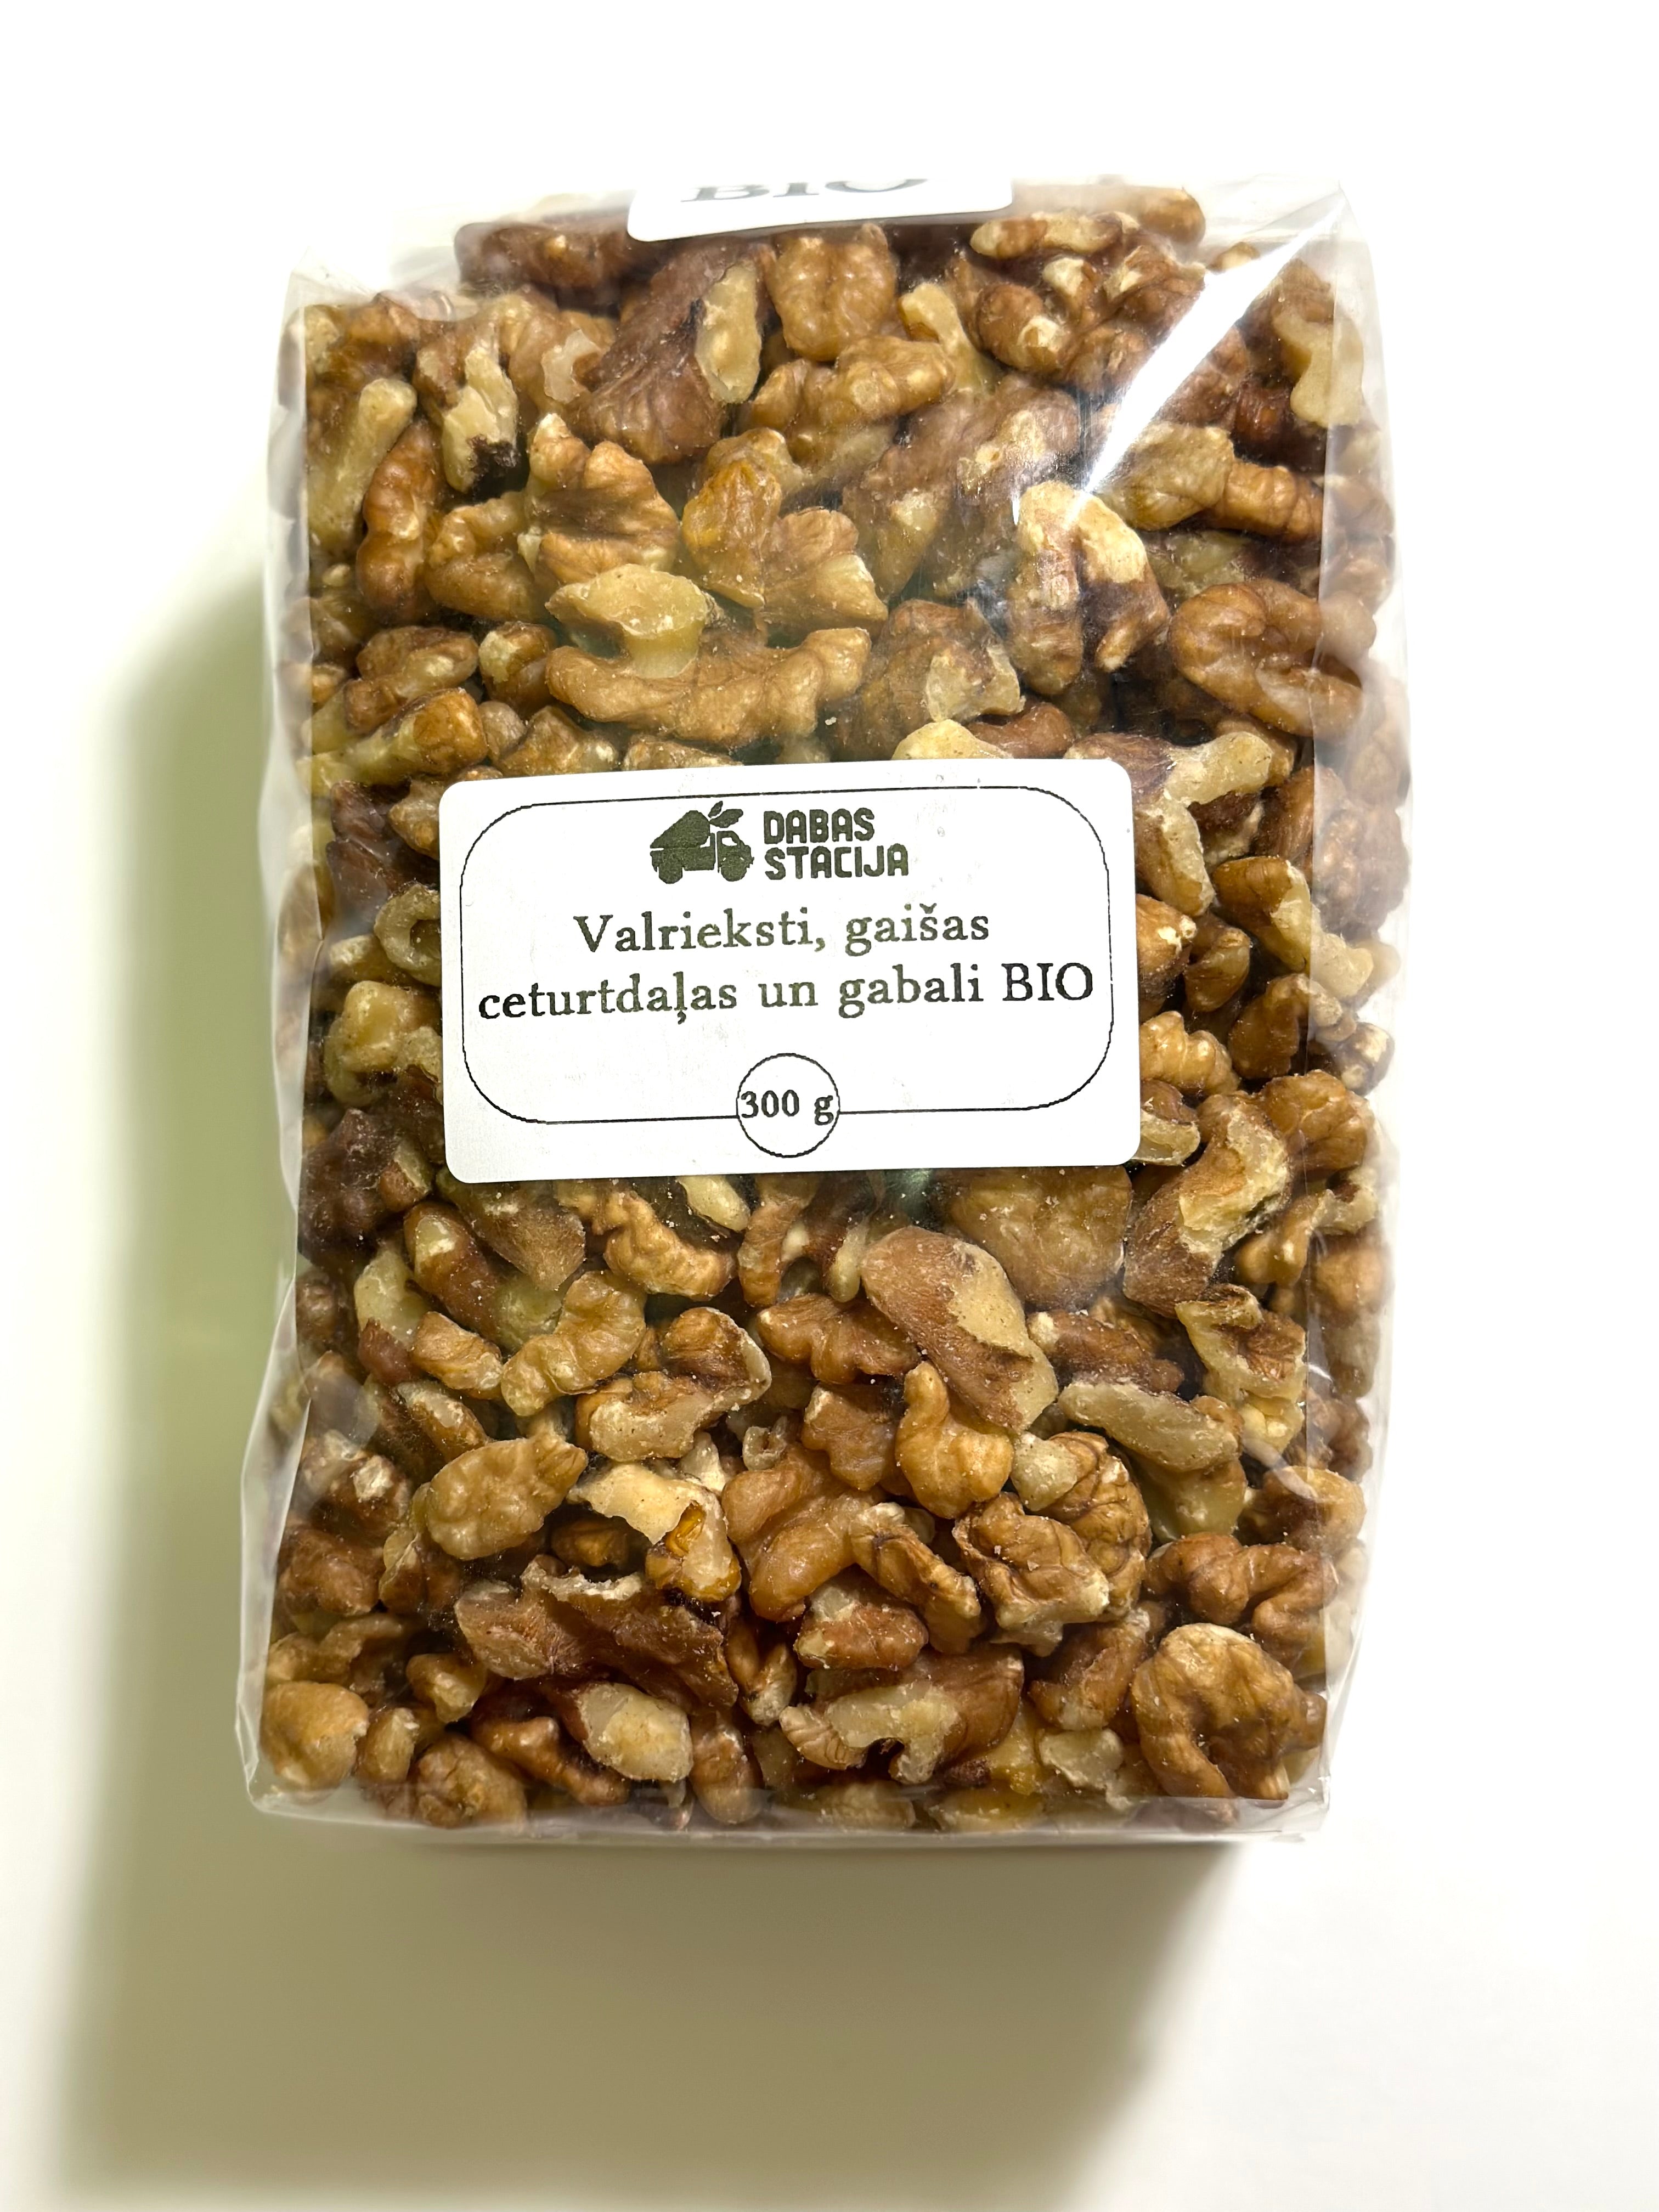 BIO
DABAS
STACIJA
Valrieksti, gaišas
ceturtdaļas un gabali BIO
300 g